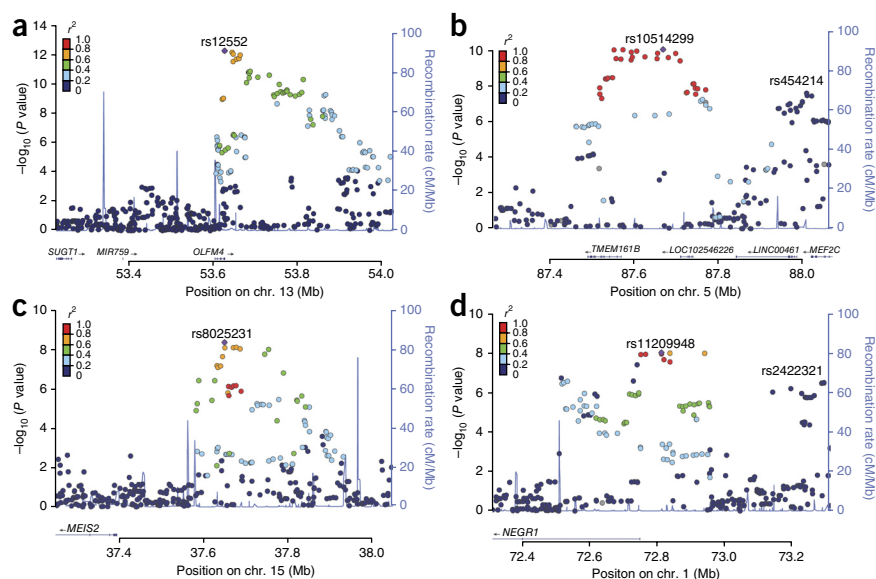 a
r²
1.0
0.8
0.6
0.4
0.2
0
rs12552
14
12
10
8
6
4
2
0
–log₁₀ (P value)
100
80
60
40
20
0
Recombination rate (cM/Mb)
SUGT1
MIR759
OLFM4
53.4 53.6 53.8 54.0
Position on chr. 13 (Mb)
b
r²
1.0
0.8
0.6
0.4
0.2
0
rs10514299
rs454214
10
8
6
4
2
0
–log₁₀ (P value)
100
80
60
40
20
0
Recombination rate (cM/Mb)
TMEM161B
LOC102546226
LINC00461
MEF2C
87.4 87.6 87.8 88.0
Position on chr. 5 (Mb)
c
r²
1.0
0.8
0.6
0.4
0.2
0
rs8025231
10
8
6
4
2
0
–log₁₀ (P value)
100
80
60
40
20
0
Recombination rate (cM/Mb)
MEIS2
37.4 37.6 37.8 38.0
Position on chr. 15 (Mb)
d
r²
1.0
0.8
0.6
0.4
0.2
0
rs11209948
rs2422321
10
8
6
4
2
0
–log₁₀ (P value)
100
80
60
40
20
0
Recombination rate (cM/Mb)
NEGR1
72.4 72.6 72.8 73.0 73.2
Position on chr. 1 (Mb)